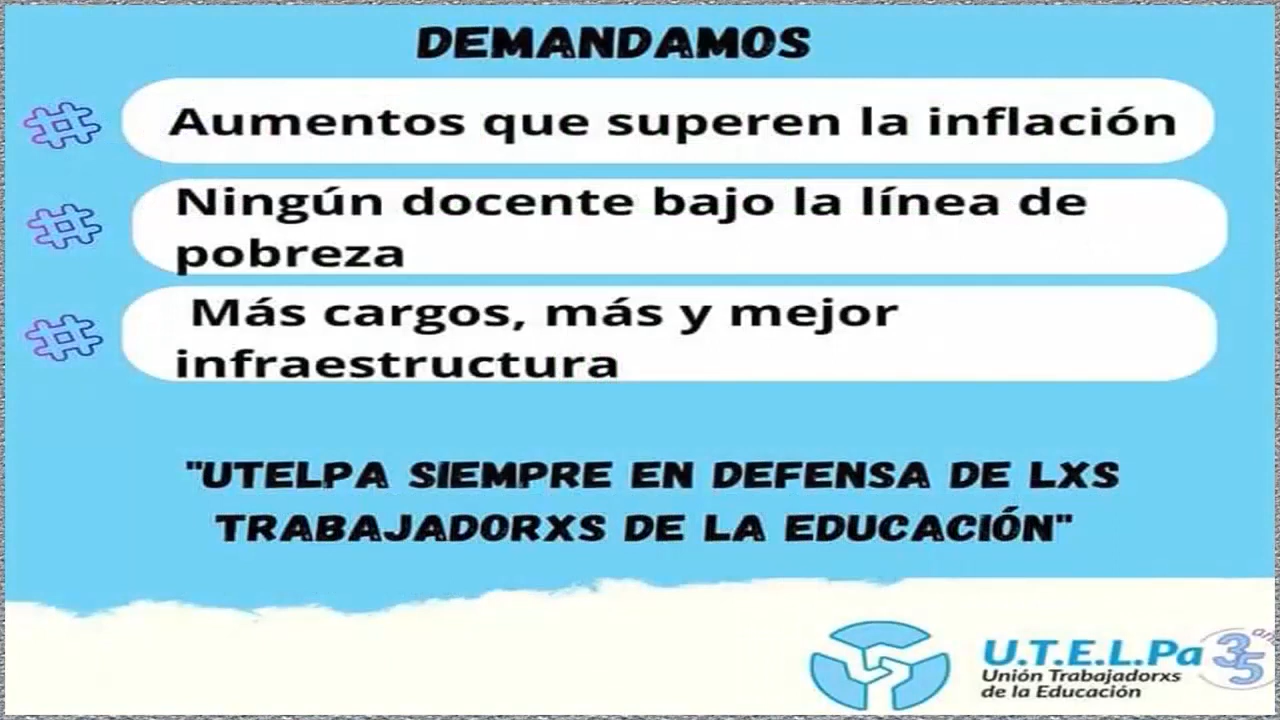 DEMANDAMOS
Aumentos que superen la inflación
Ningún docente bajo la línea de
pobreza
Más cargos, más y mejor
infraestructura
"UTELPA SIEMPRE EN DEFENSA DE LXS
TRABAJADORXS DE LA EDUCACIÓN"
U.T.E.L.Pa
Unión Trabajadorxs
de la Educación
35